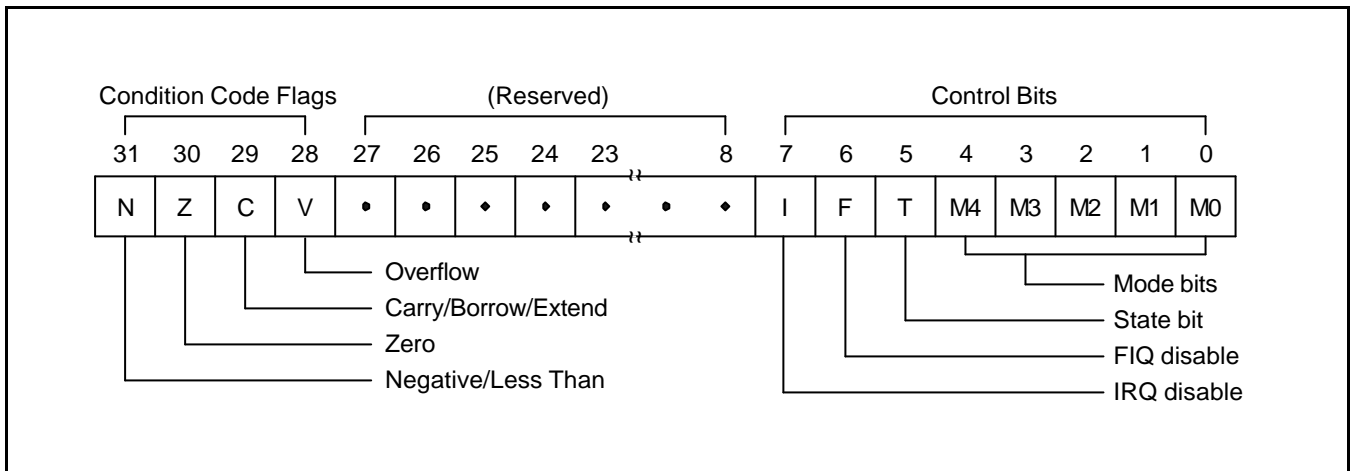 Condition Code Flags (Reserved) Control Bits
31 30 29 28 27 26 25 24 23 8 7 6 5 4 3 2 1 0
N Z C V I F T M4 M3 M2 M1 M0
Overflow
Carry/Borrow/Extend
Zero
Negative/Less Than
Mode bits
State bit
FIQ disable
IRQ disable